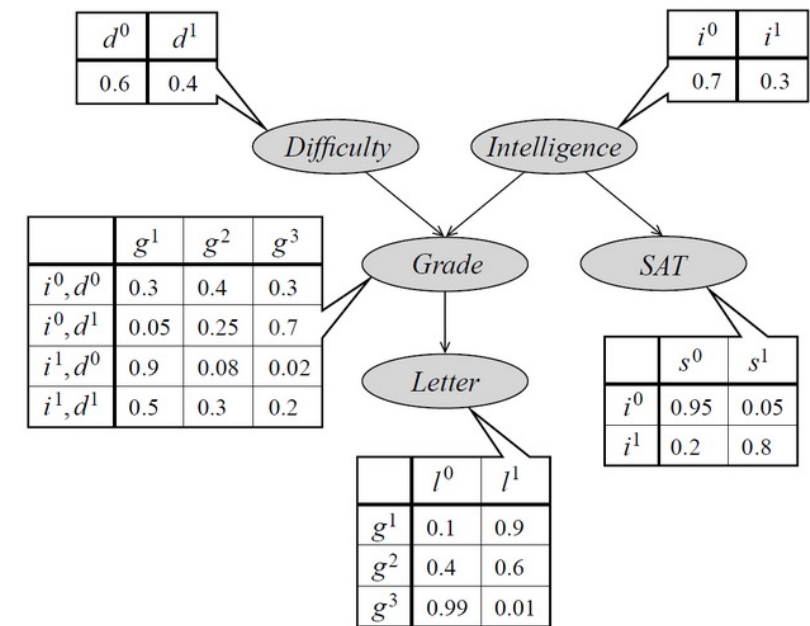 d⁰ d¹
0.6 0.4
i⁰ i¹
0.7 0.3
Difficulty
Intelligence
g¹ g² g³
i⁰,d⁰ 0.3 0.4 0.3
i⁰,d¹ 0.05 0.25 0.7
i¹,d⁰ 0.9 0.08 0.02
i¹,d¹ 0.5 0.3 0.2
Grade
SAT
Letter
s⁰ s¹
i⁰ 0.95 0.05
i¹ 0.2 0.8
l⁰ l¹
g¹ 0.1 0.9
g² 0.4 0.6
g³ 0.99 0.01